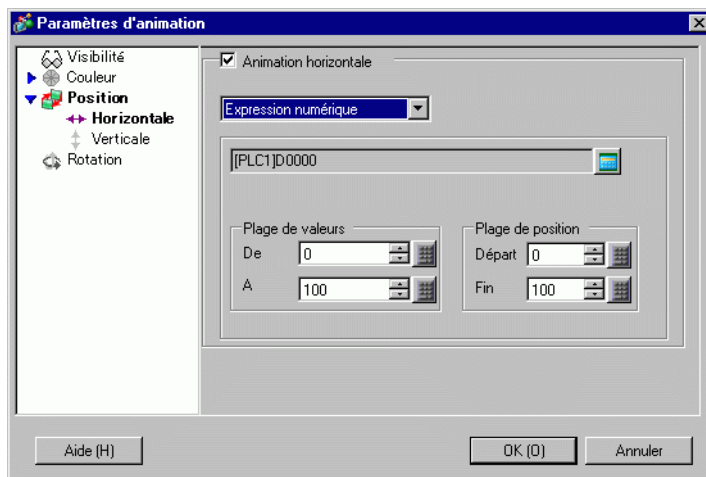 Paramètres d'animation
Visibilité
Couleur
Position
Horizontale
Verticale
Rotation
Animation horizontale
Expression numérique
[PLC1]D0000
Plage de valeurs
De 0
A 100
Plage de position
Départ 0
Fin 100
Aide (H)
OK (O)
Annuler